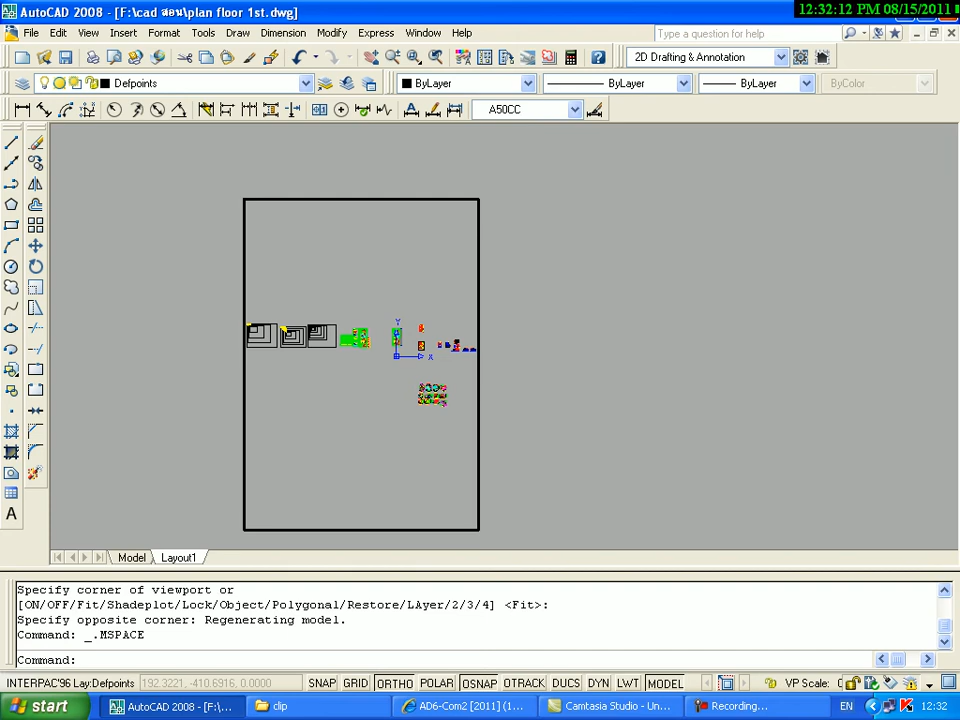 AutoCAD 2008 - [F:\cad สอน\plan floor 1st.dwg]
12:32:12 PM 08/15/2011
File Edit View Insert Format Tools Draw Dimension Modify Express Window Help
Type a question for help
2D Drafting & Annotation
Defpoints
ByLayer
ByLayer
ByLayer
ByColor
A50CC
Y
X
Model Layout1
Specify corner of viewport or
[ON/OFF/Fit/Shadeplot/Lock/Object/Polygonal/Restore/LAyer/2/3/4] <Fit>:
Specify opposite corner: Regenerating model.
Command: _.MSPACE
Command:
INTERPAC'96 Lay:Defpoints 192.3221, -410.6916, 0.0000 SNAP GRID ORTHO POLAR OSNAP OTRACK DUCS DYN LWT MODEL VP Scale:
start AutoCAD 2008 - [F:\... clip AD6-Com2 [2011] (1... Camtasia Studio - Un... Recording... EN 12:32